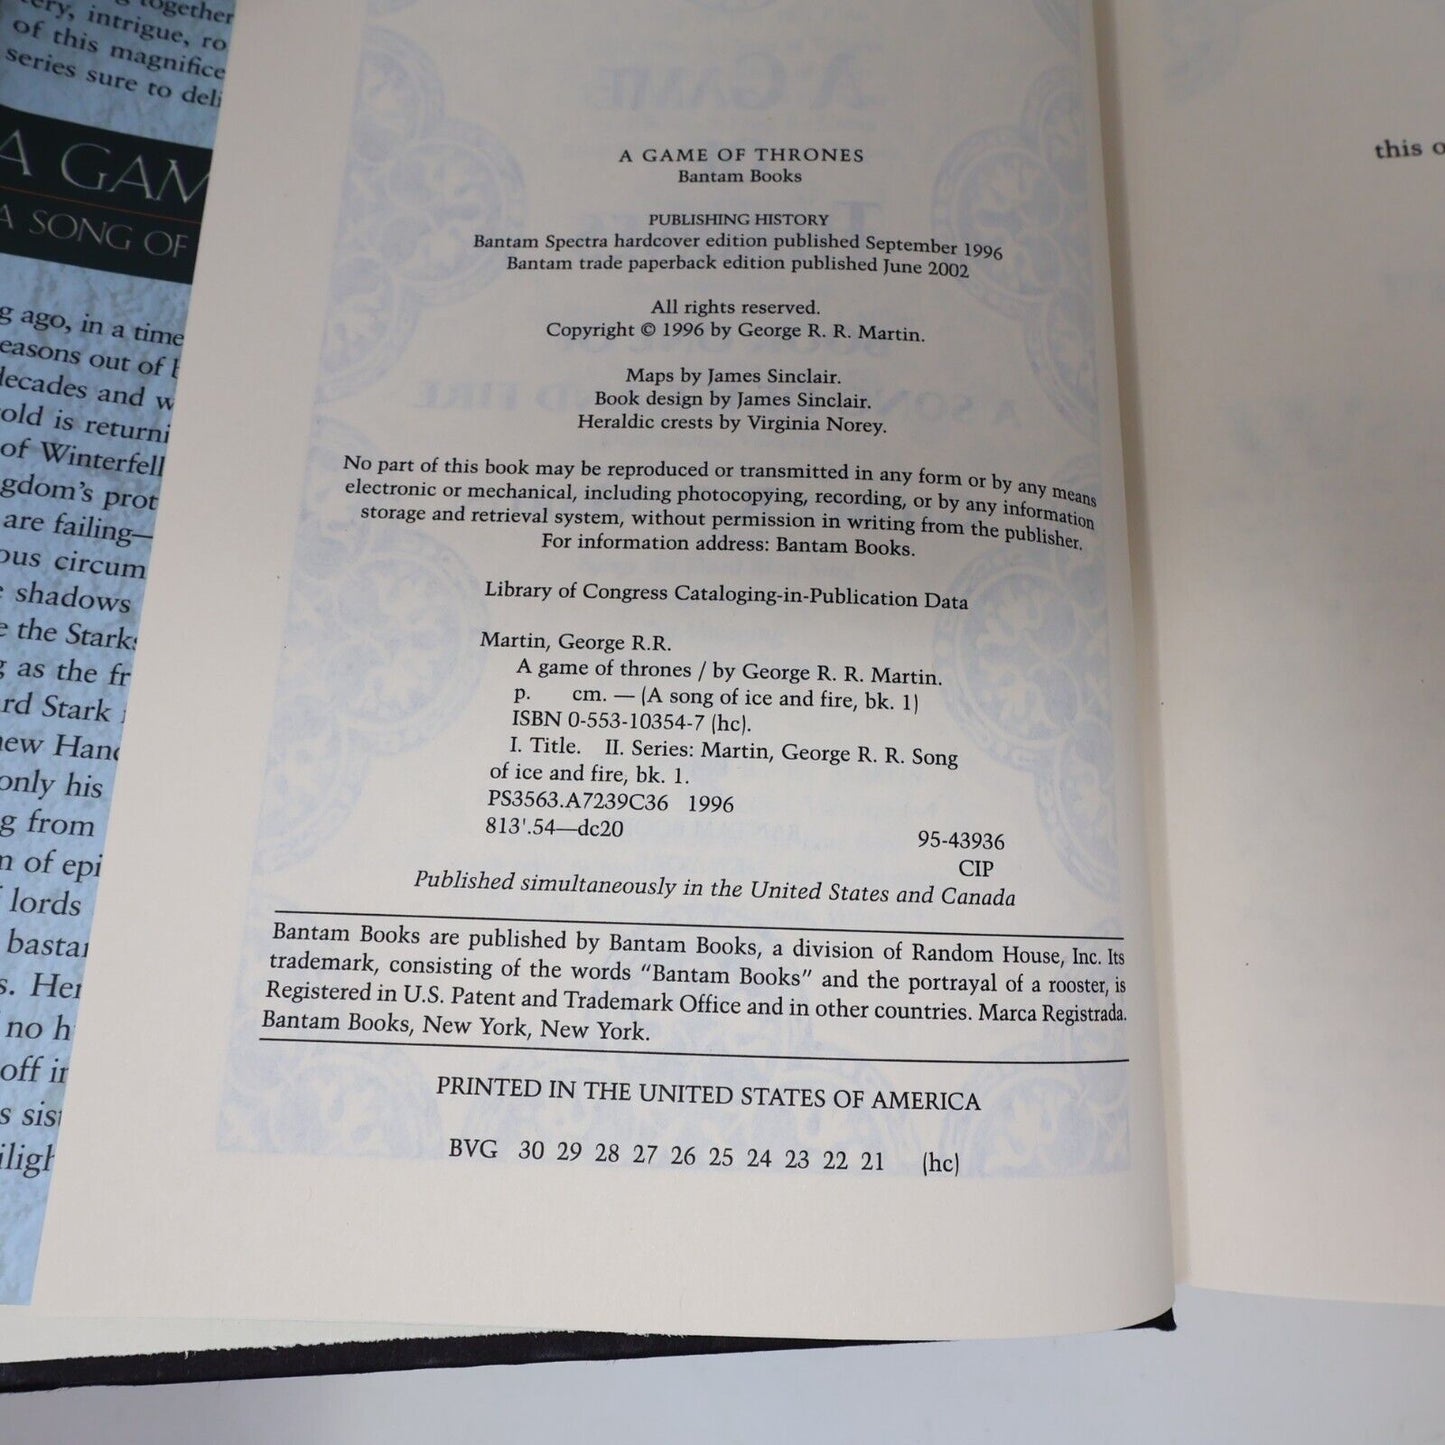 together
ery, intrigue, ro
of this magnifice
series sure to deli
A GAM
A SONG OF
g ago, in a time
easons out of
decades and w
old is returni
of Winterfell
gdom's prot
are failing—
ous circum
shadows
e the Starks
g as the fr
rd Stark
new Hand
only his
g from
m of epi
lords
bastar
s. Her
no h
off in
s sist
iligh
A GAME OF THRONES
Bantam Books
PUBLISHING HISTORY
Bantam Spectra hardcover edition published September 1996
Bantam trade paperback edition published June 2002
All rights reserved.
Copyright © 1996 by George R. R. Martin.
Maps by James Sinclair.
Book design by James Sinclair.
Heraldic crests by Virginia Norey.
No part of this book may be reproduced or transmitted in any form or by any means
electronic or mechanical, including photocopying, recording, or by any information
storage and retrieval system, without permission in writing from the publisher.
For information address: Bantam Books.
Library of Congress Cataloging-in-Publication Data
Martin, George R.R.
A game of thrones / by George R. R. Martin.
p. cm. — (A song of ice and fire, bk. 1)
ISBN 0-553-10354-7 (hc).
I. Title. II. Series: Martin, George R. R. Song
of ice and fire, bk. 1.
PS3563.A7239C36 1996
813'.54—dc20 95-43936
CIP
Published simultaneously in the United States and Canada
Bantam Books are published by Bantam Books, a division of Random House, Inc. Its
trademark, consisting of the words "Bantam Books" and the portrayal of a rooster, is
Registered in U.S. Patent and Trademark Office and in other countries. Marca Registrada.
Bantam Books, New York, New York.
PRINTED IN THE UNITED STATES OF AMERICA
BVG 30 29 28 27 26 25 24 23 22 21 (hc)
this o